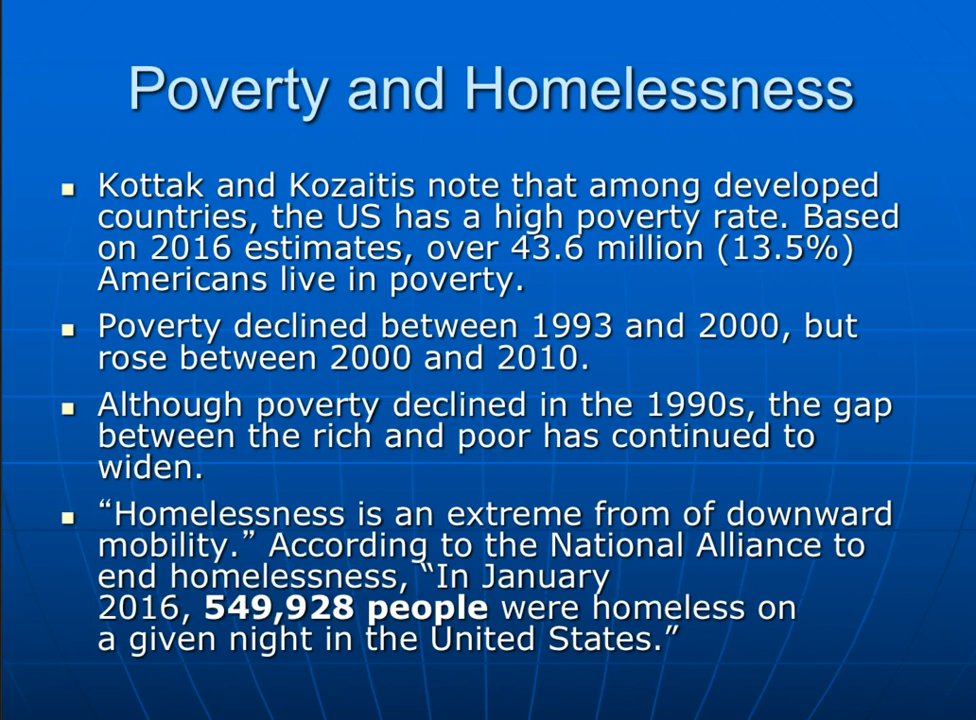 Poverty and Homelessness
▪ Kottak and Kozaitis note that among developed
countries, the US has a high poverty rate. Based
on 2016 estimates, over 43.6 million (13.5%)
Americans live in poverty.
▪ Poverty declined between 1993 and 2000, but
rose between 2000 and 2010.
▪ Although poverty declined in the 1990s, the gap
between the rich and poor has continued to
widen.
▪ “Homelessness is an extreme from of downward
mobility.” According to the National Alliance to
end homelessness, “In January
2016, 549,928 people were homeless on
a given night in the United States.”